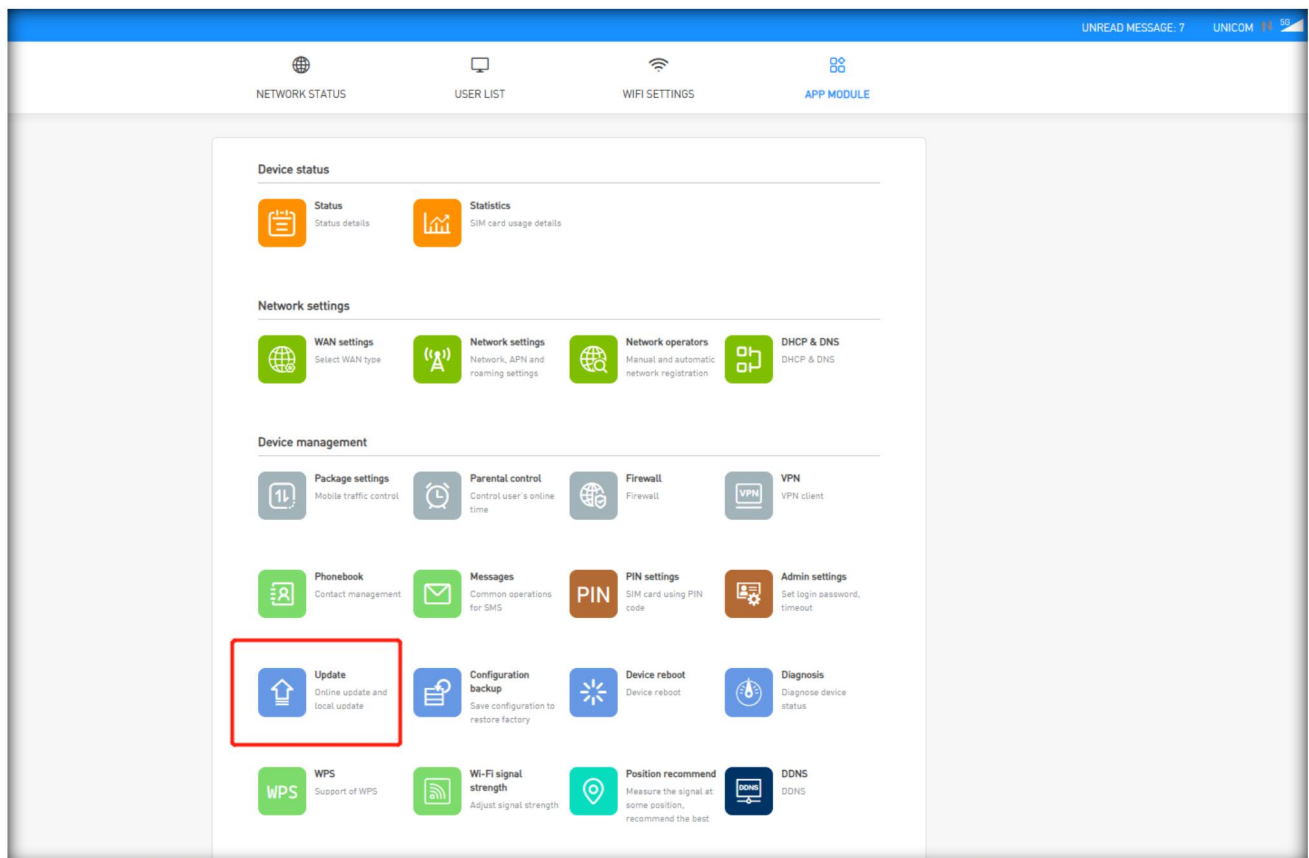 UNREAD MESSAGE: 7 UNICOM 5G
NETWORK STATUS USER LIST WIFI SETTINGS APP MODULE
Device status
Status
Status details
Statistics
SIM card usage details
Network settings
WAN settings
Select WAN type
Network settings
Network, APN and
roaming settings
Network operators
Manual and automatic
network registration
DHCP & DNS
DHCP & DNS
Device management
Package settings
Mobile traffic control
Parental control
Control user's online
time
Firewall
Firewall
VPN
VPN
VPN client
Phonebook
Contact management
Messages
Common operations
for SMS
PIN
PIN settings
SIM card using PIN
code
Admin settings
Set login password,
timeout
Update
Online update and
local update
Configuration
backup
Save configuration to
restore factory
Device reboot
Device reboot
Diagnosis
Diagnose device
status
WPS
WPS
Support of WPS
Wi-Fi signal
strength
Adjust signal strength
Position recommend
Measure the signal at
some position,
recommend the best
DDNS
DDNS
DDNS